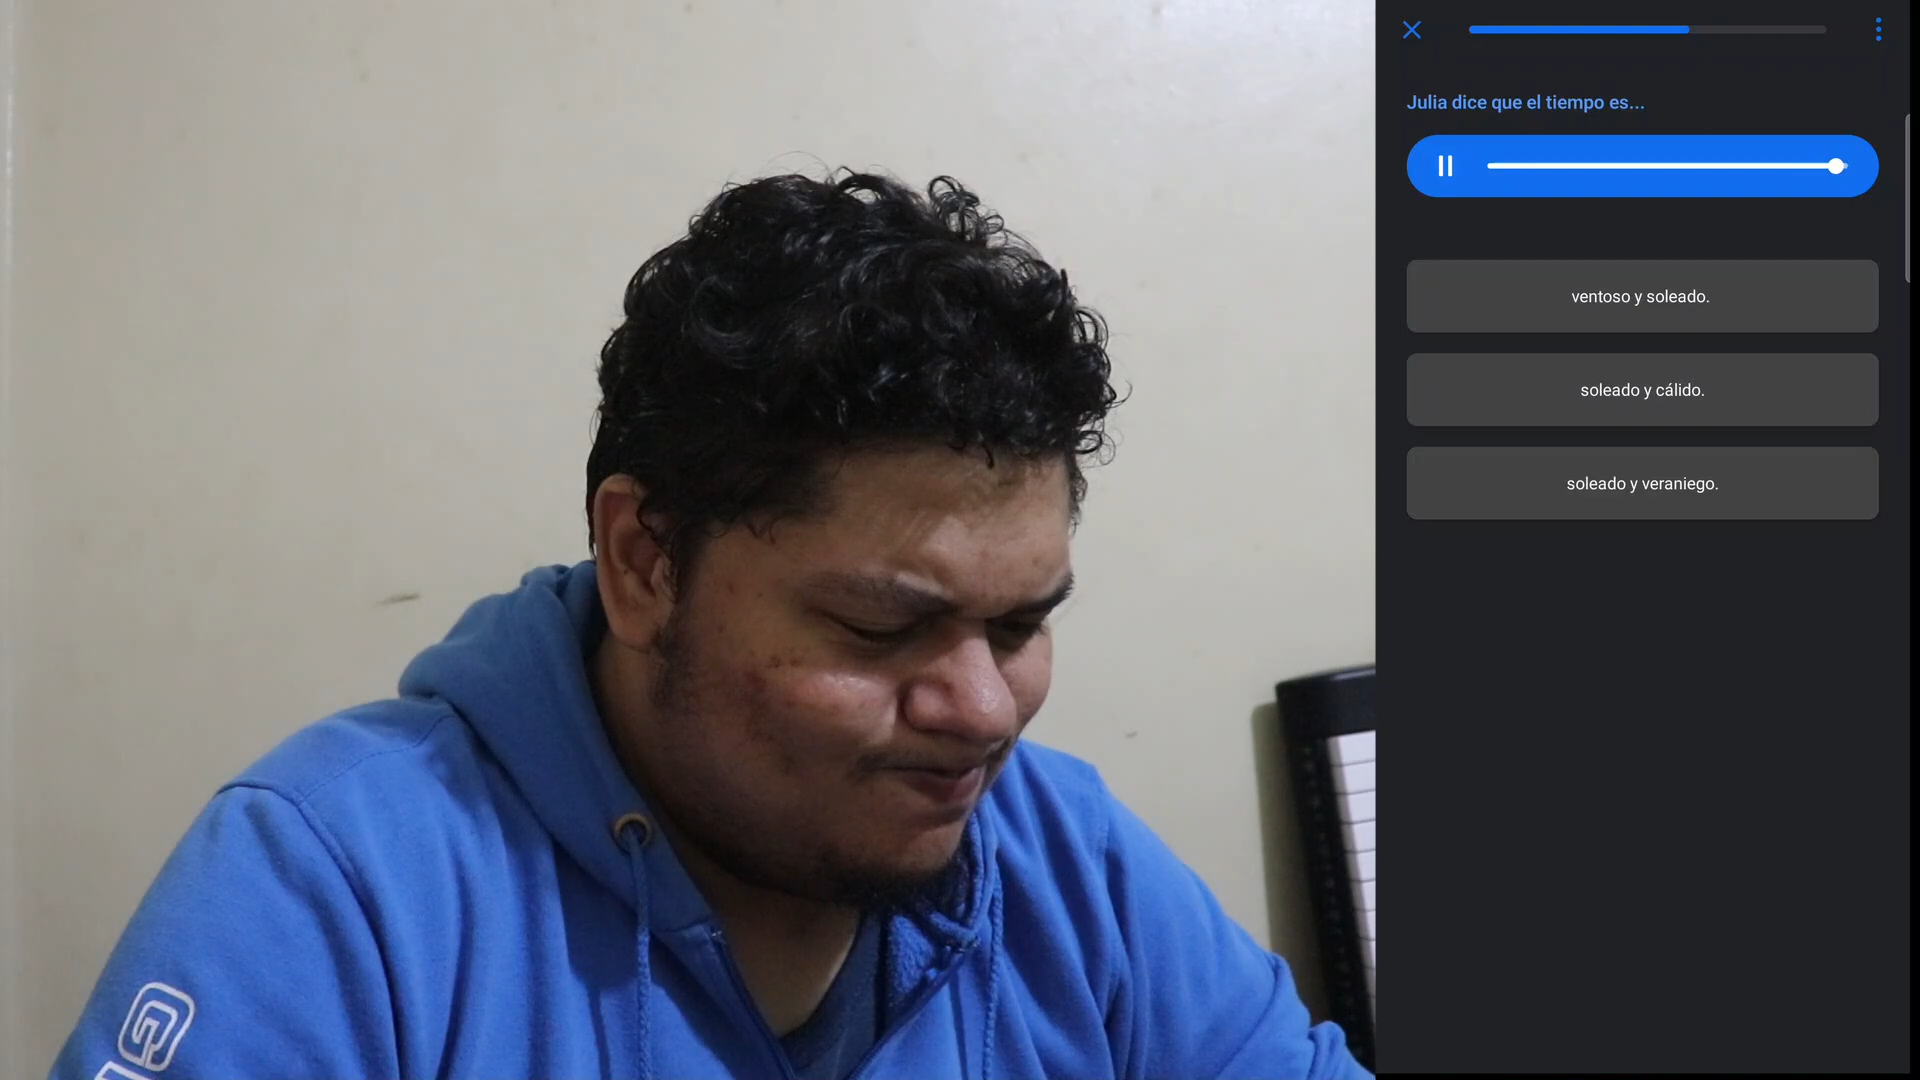 Julia dice que el tiempo es...
ventoso y soleado.
soleado y cálido.
soleado y veraniego.
G